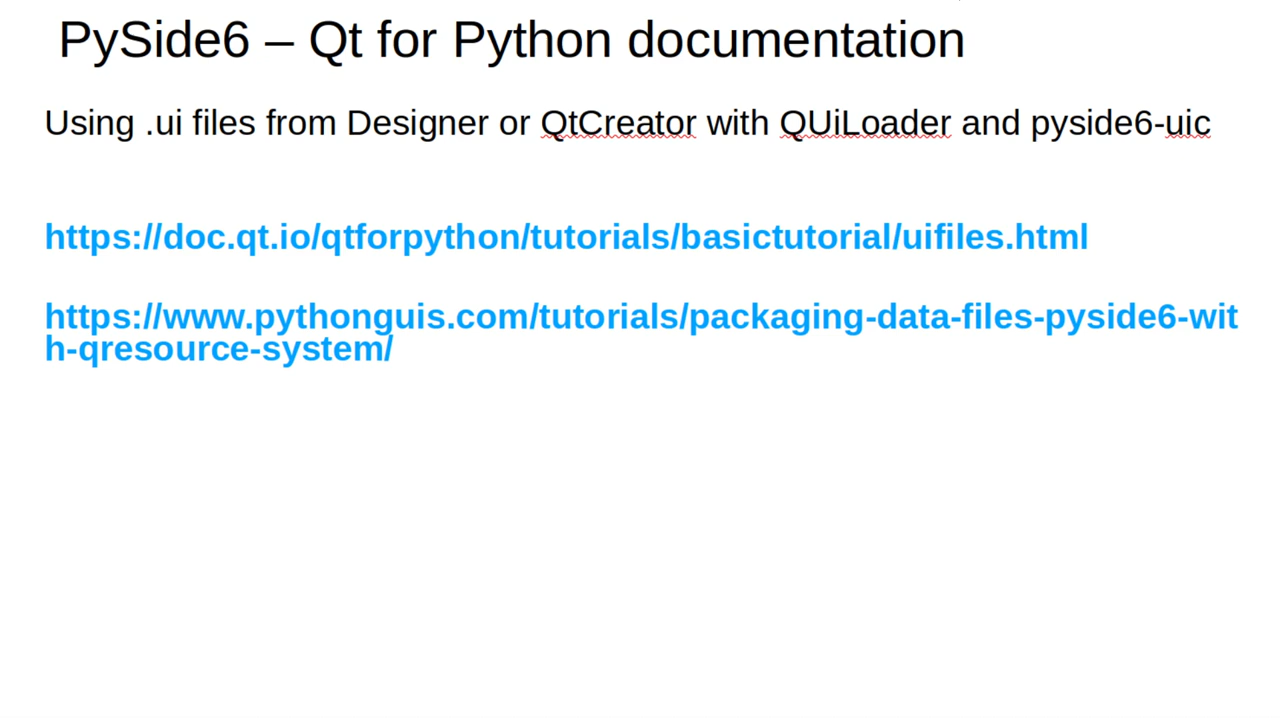 PySide6 – Qt for Python documentation
Using .ui files from Designer or QtCreator with QUiLoader and pyside6-uic
https://doc.qt.io/qtforpython/tutorials/basictutorial/uifiles.html
https://www.pythonguis.com/tutorials/packaging-data-files-pyside6-wit
h-qresource-system/